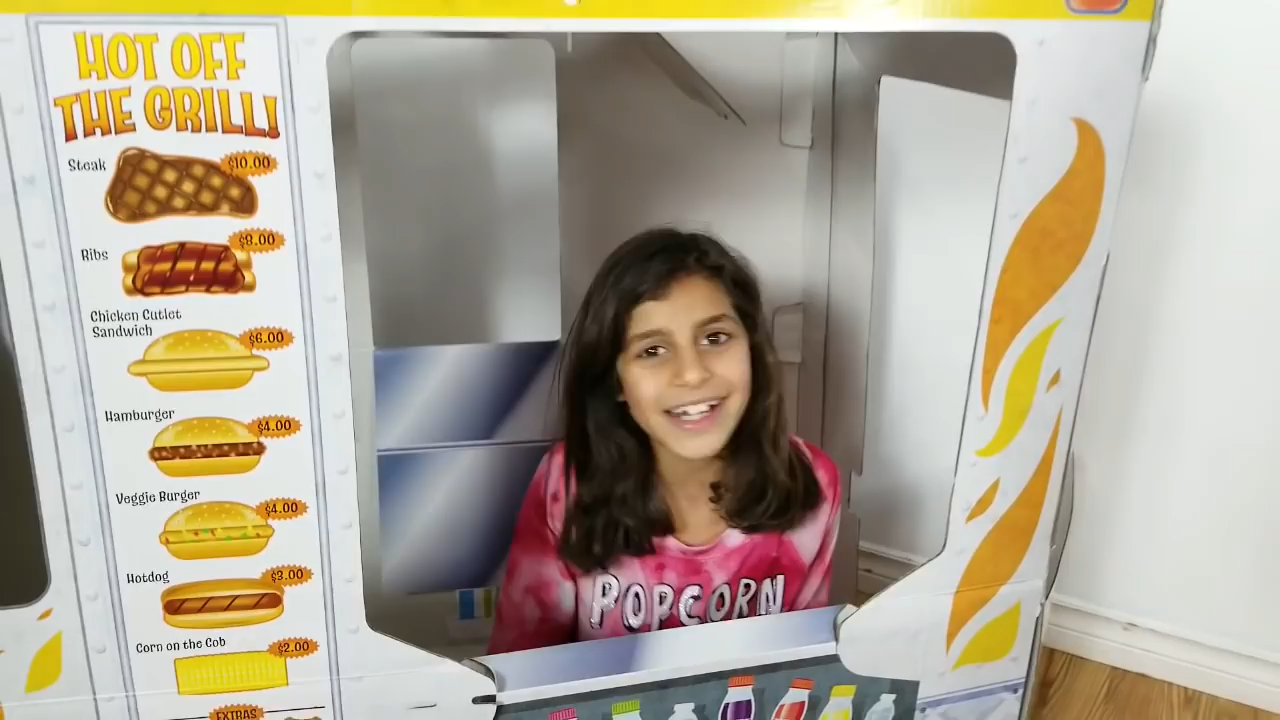 HOT OFF
THE GRILL!
Steak
$10.00
Ribs
$8.00
Chicken Cutlet
Sandwich
$6.00
Hamburger
$4.00
Veggie Burger
$4.00
Hotdog
$3.00
Corn on the Cob
$2.00
EXTRAS
POPCORN